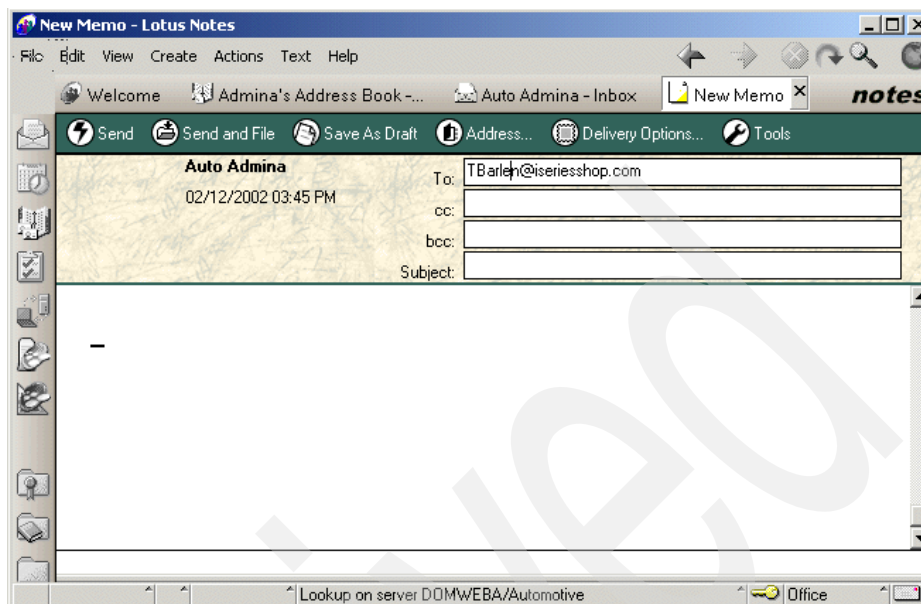 New Memo - Lotus Notes
File Edit View Create Actions Text Help
Welcome Admina's Address Book -... Auto Admina - Inbox New Memo notes
Send Send and File Save As Draft Address... Delivery Options... Tools
Auto Admina
To: TBarlen@iseriesshop.com
02/12/2002 03:45 PM
cc:
bcc:
Subject:
Lookup on server DOMWEBA/Automotive Office